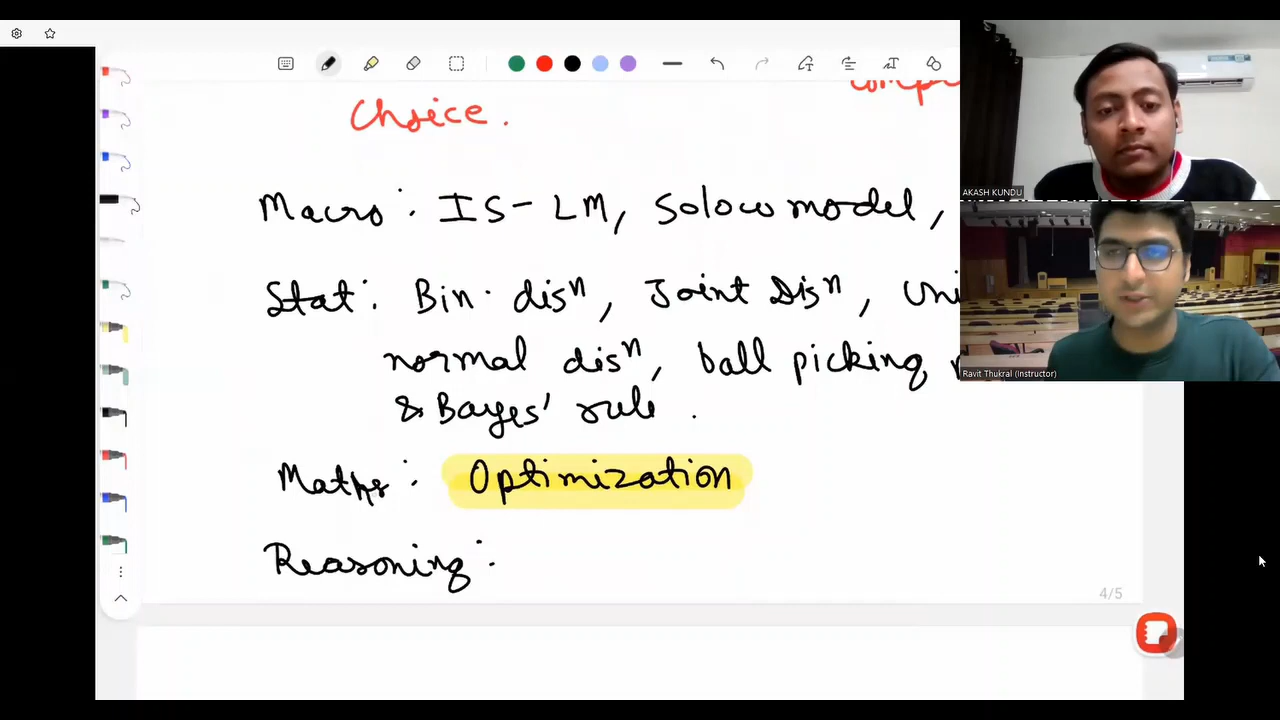 Choice.
Macro: IS-LM, Solow model,
AKASH KUNDU
Stat: Bin. disⁿ, Joint Disⁿ, Uni
normal disⁿ, ball picking
Ravit Thukral (Instructor)
& Bayes' rule.
Maths: Optimization
Reasoning:
4/5